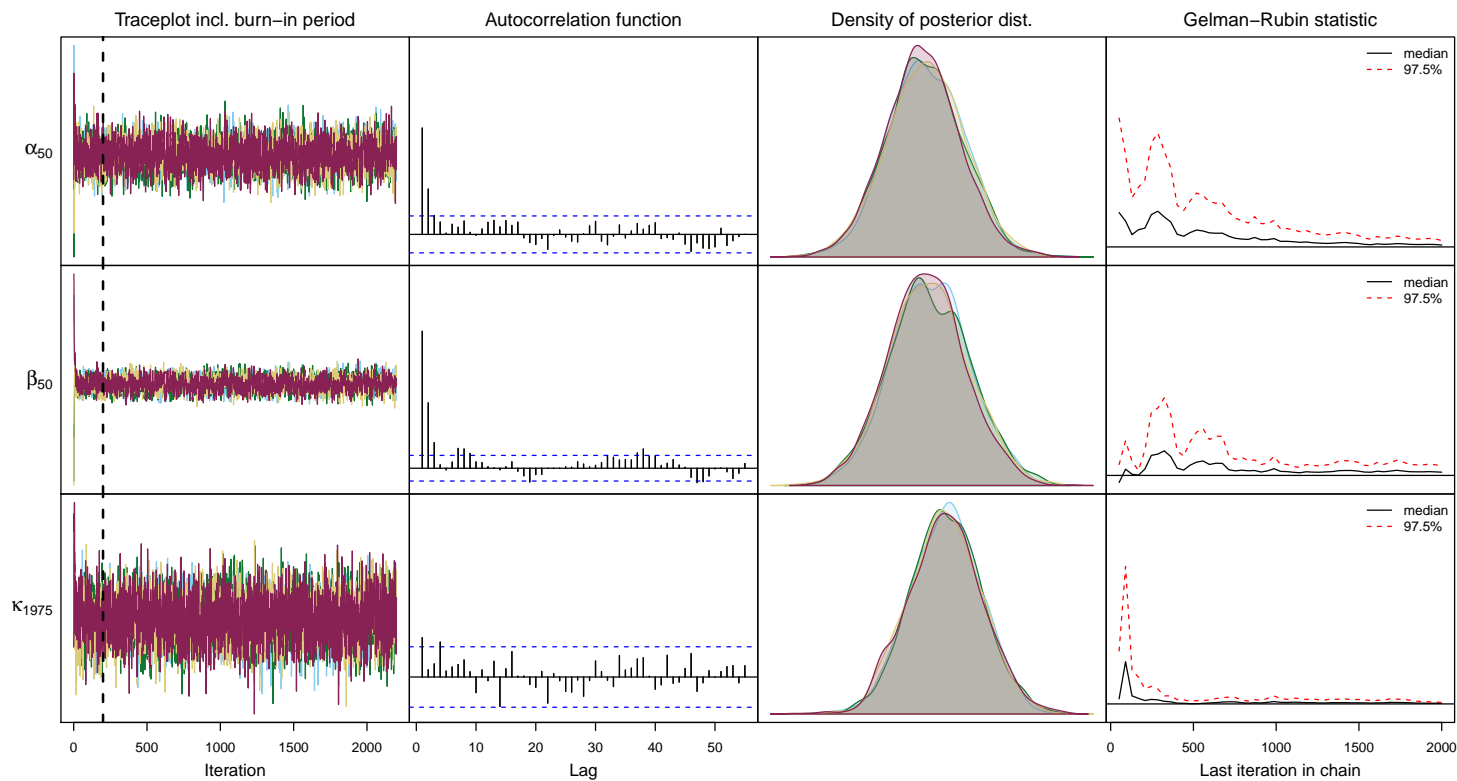 Traceplot incl. burn−in period
Autocorrelation function
Density of posterior dist.
Gelman−Rubin statistic
α50
median
97.5%
β50
median
97.5%
κ1975
median
97.5%
0 500 1000 1500 2000
0 10 20 30 40 50
0 500 1000 1500 2000
Iteration
Lag
Last iteration in chain